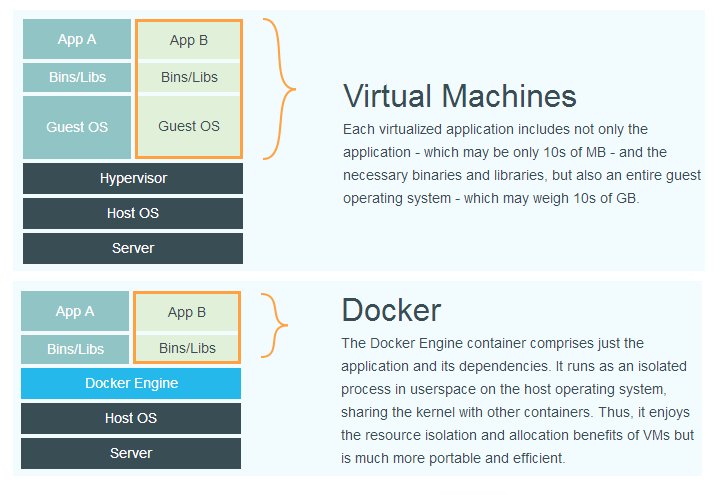 App A
App B
Bins/Libs
Bins/Libs
Guest OS
Guest OS
Hypervisor
Host OS
Server
Virtual Machines
Each virtualized application includes not only the
application - which may be only 10s of MB - and the
necessary binaries and libraries, but also an entire guest
operating system - which may weigh 10s of GB.
App A
App B
Bins/Libs
Bins/Libs
Docker Engine
Host OS
Server
Docker
The Docker Engine container comprises just the
application and its dependencies. It runs as an isolated
process in userspace on the host operating system,
sharing the kernel with other containers. Thus, it enjoys
the resource isolation and allocation benefits of VMs but
is much more portable and efficient.